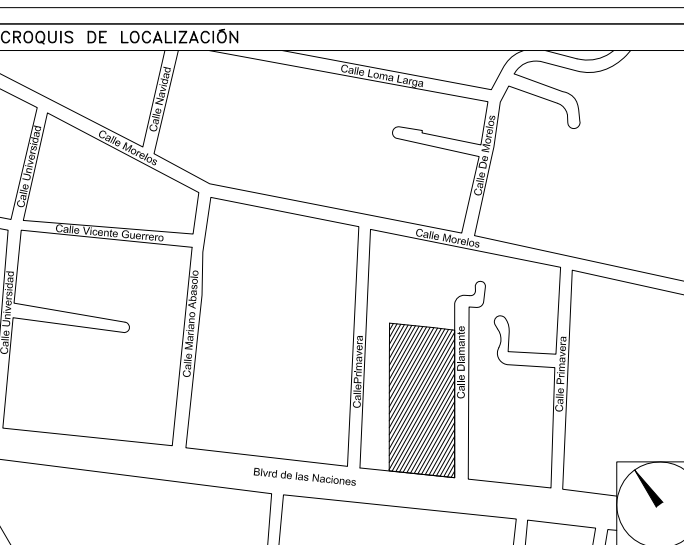 CROQUIS DE LOCALIZACIÓN
Calle Loma Larga
Calle Navidad
Calle Morelos
Calle Universidad
Calle De Morelos
Calle Vicente Guerrero
Calle Morelos
Calle Universidad
Calle Mariano Abasolo
CallePrimavera
Calle Diamante
Calle Primavera
Blvrd de las Naciones